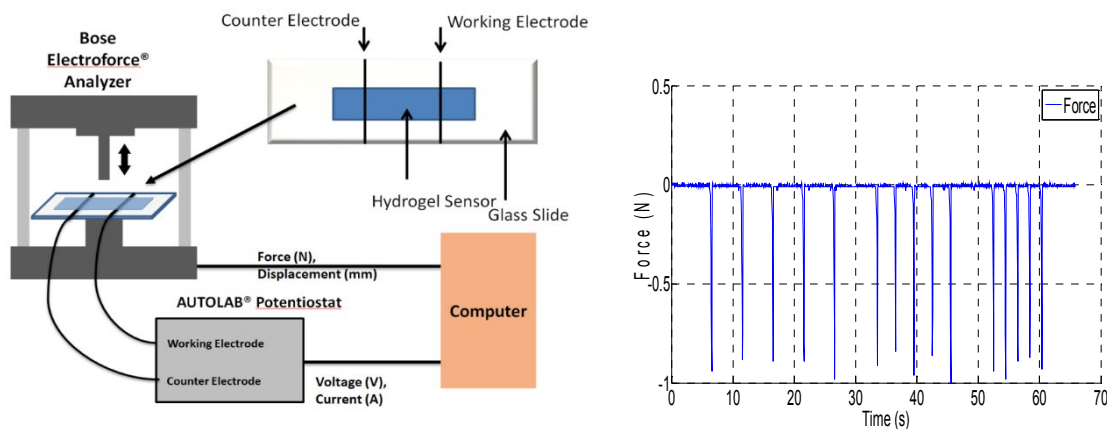 Counter Electrode
Working Electrode
Bose
Electroforce®
Analyzer
Hydrogel Sensor
Glass Slide
Force (N),
Displacement (mm)
AUTOLAB® Potentiostat
Computer
Working Electrode
Counter Electrode
Voltage (V),
Current (A)
0.5
Force
0
Force (N)
-0.5
-1
0 10 20 30 40 50 60 70
Time (s)